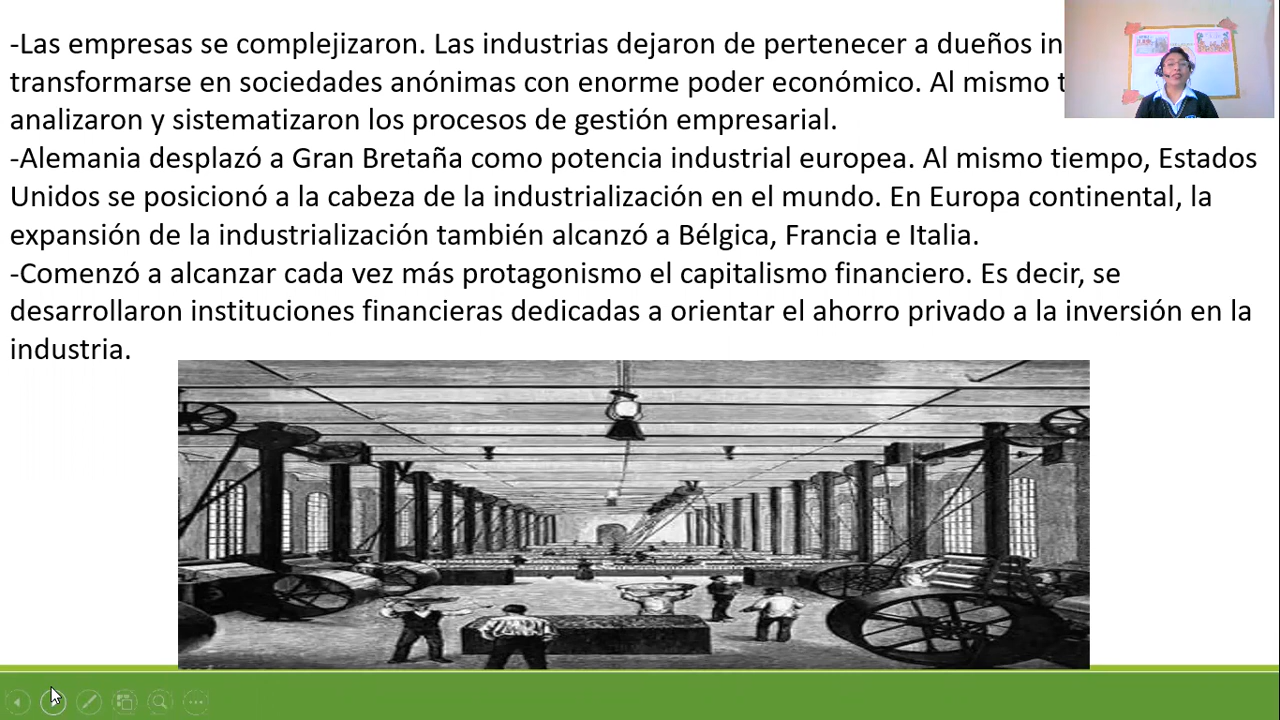 -Las empresas se complejizaron. Las industrias dejaron de pertenecer a dueños
transformarse en sociedades anóninas con enorme poder económico. Al mismo
analizaron y sistematizaron los procesos de gestión empresarial.
-Alemania desplazó a Gran Bretaña como potencia industrial europea. Al mismo tiempo, Estados
Unidos se posicionó a la cabeza de la industrialización en el mundo. En Europa continental, la
expansión de la industrialización también alcanzó a Bélgica, Francia e Italia.
-Comenzó a alcanzar cada vez más protagonismo el capitalismo financiero. Es decir, se
desarrollaron instituciones financieras dedicadas a orientar el ahorro privado a la inversión en la
industria.